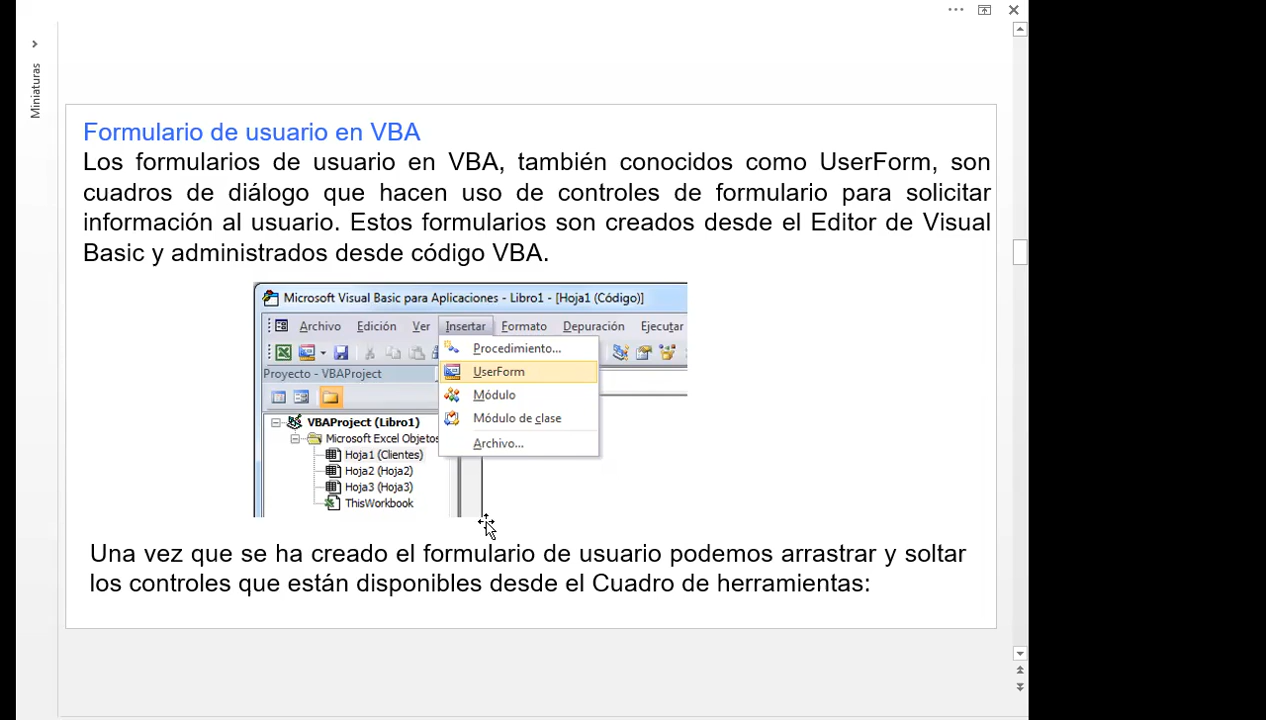 Miniaturas
Formulario de usuario en VBA
Los formularios de usuario en VBA, también conocidos como UserForm, son
cuadros de diálogo que hacen uso de controles de formulario para solicitar
información al usuario. Estos formularios son creados desde el Editor de Visual
Basic y administrados desde código VBA.
Microsoft Visual Basic para Aplicaciones - Libro1 - [Hoja1 (Código)]
Archivo Edición Ver Insertar Formato Depuración Ejecutar
Procedimiento...
Proyecto - VBAProject
UserForm
Módulo
Módulo de clase
Archivo...
VBAProject (Libro1)
Microsoft Excel Objetos
Hoja1 (Clientes)
Hoja2 (Hoja2)
Hoja3 (Hoja3)
ThisWorkbook
Una vez que se ha creado el formulario de usuario podemos arrastrar y soltar
los controles que están disponibles desde el Cuadro de herramientas: